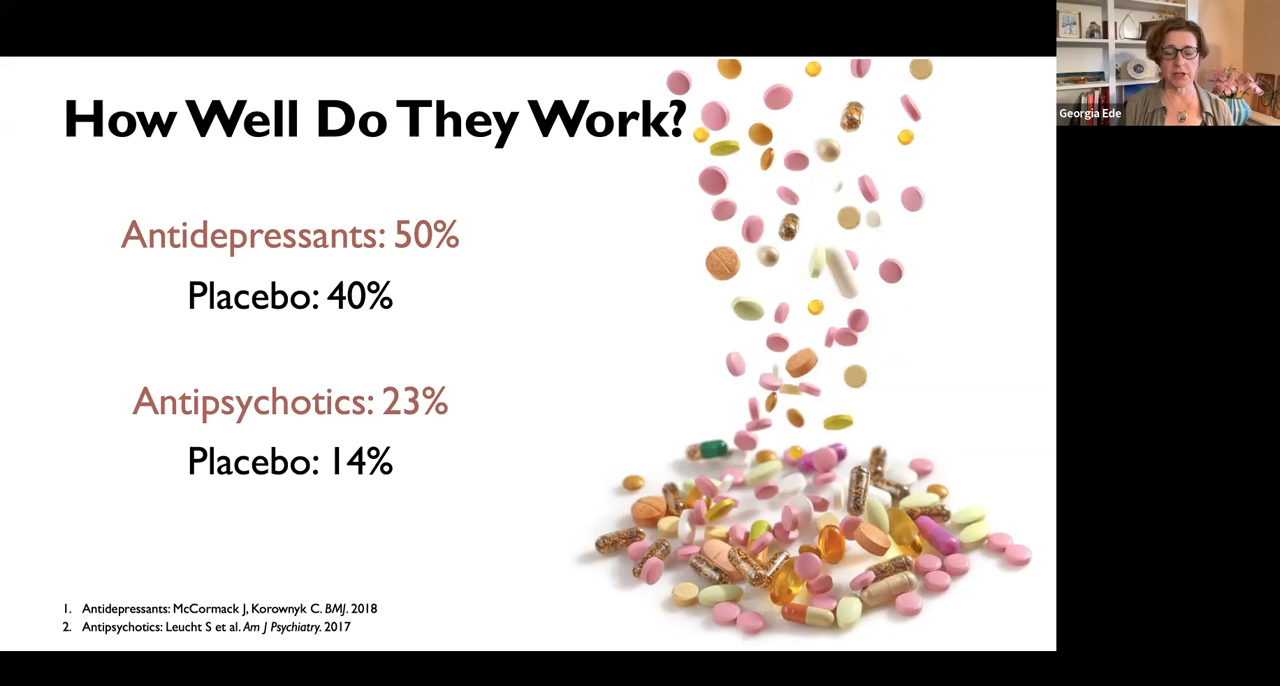 How Well Do They Work?
Georgia Ede
Antidepressants: 50%
Placebo: 40%
Antipsychotics: 23%
Placebo: 14%
1. Antidepressants: McCormack J, Korownyk C. BMJ. 2018
2. Antipsychotics: Leucht S et al. Am J Psychiatry. 2017